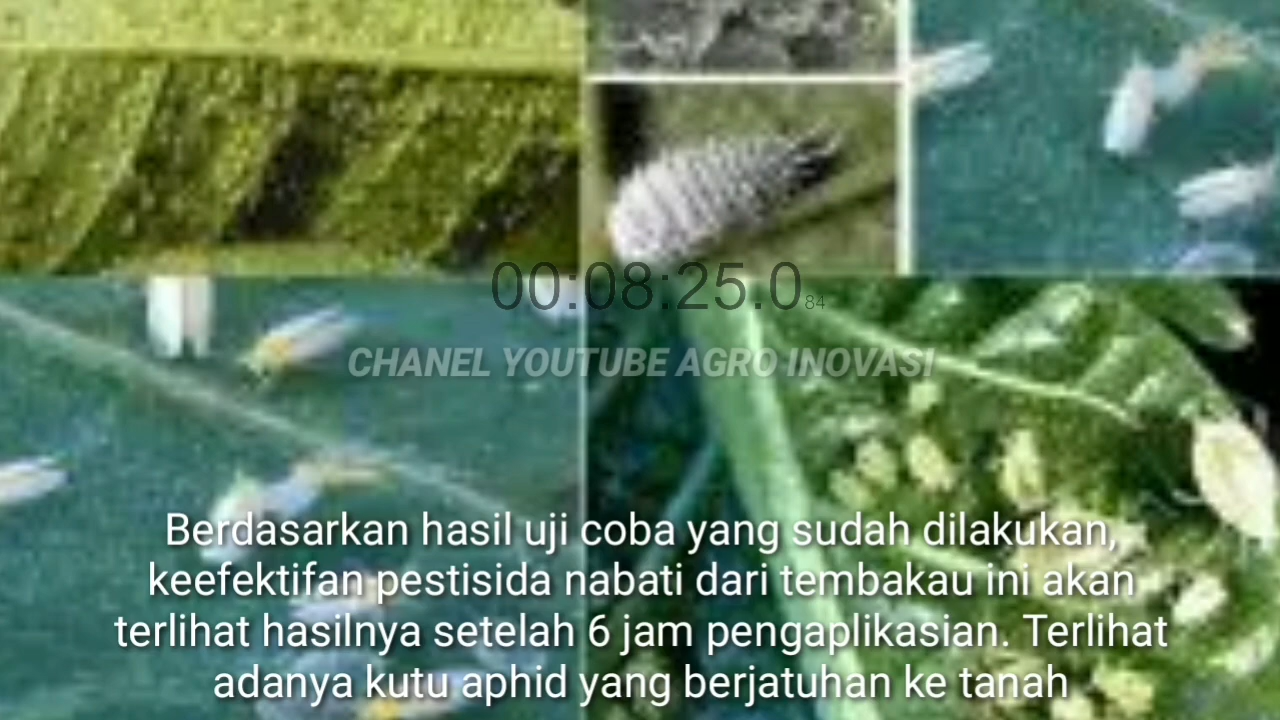 00:08:25.084
CHANEL YOUTUBE AGRO INOVASI
Berdasarkan hasil uji coba yang sudah dilakukan,
keefektifan pestisida nabati dari tembakau ini akan
terlihat hasilnya setelah 6 jam pengaplikasian. Terlihat
adanya kutu aphid yang berjatuhan ke tanah